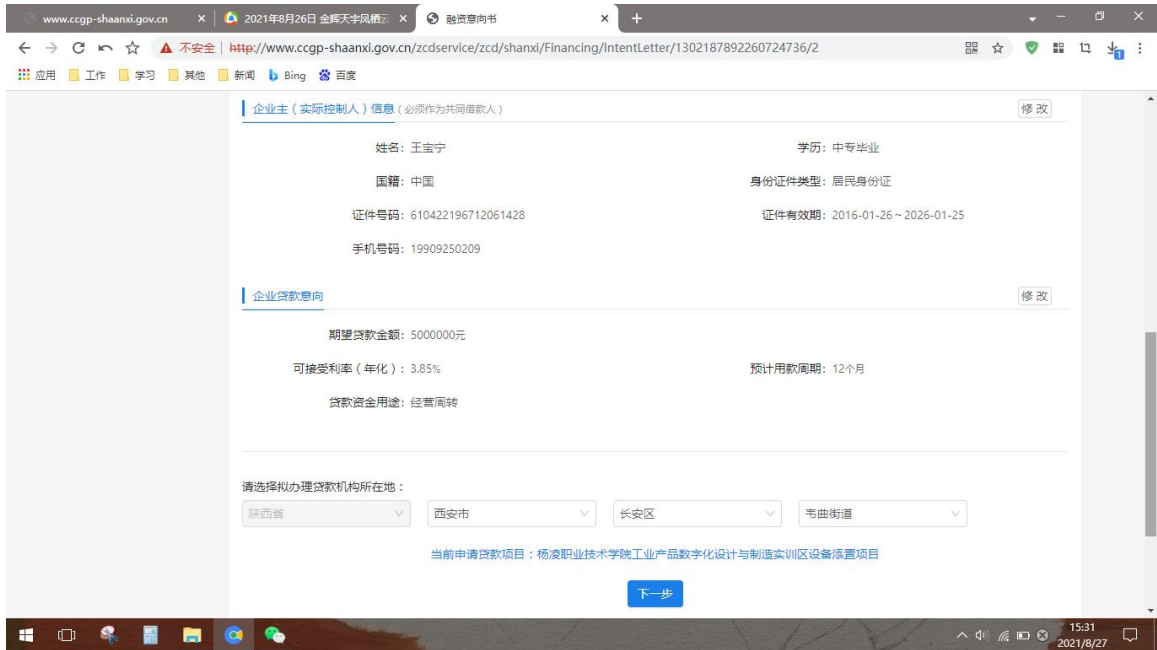 www.ccgp-shaanxi.gov.cn
2021年8月26日 金辉天宇凤栖云
融资意向书
不安全 http://www.ccgp-shaanxi.gov.cn/zcdservice/zcd/shanxi/Financing/IntentLetter/1302187892260724736/2
应用 工作 学习 其他 新闻 Bing 百度
企业主（实际控制人）信息（必须作为共同借款人） 修 改
姓名：王宝宁 学历：中专毕业
国籍：中国 身份证件类型：居民身份证
证件号码：610422196712061428 证件有效期：2016-01-26 ~ 2026-01-25
手机号码：19909250209
企业贷款意向 修 改
期望贷款金额：5000000元
可接受利率（年化）：3.85% 预计用款周期：12个月
贷款资金用途：经营周转
请选择拟办理贷款机构所在地：
陕西省 西安市 长安区 韦曲街道
当前申请贷款项目：杨凌职业技术学院工业产品数字化设计与制造实训区设备添置项目
下一步
15:31
2021/8/27